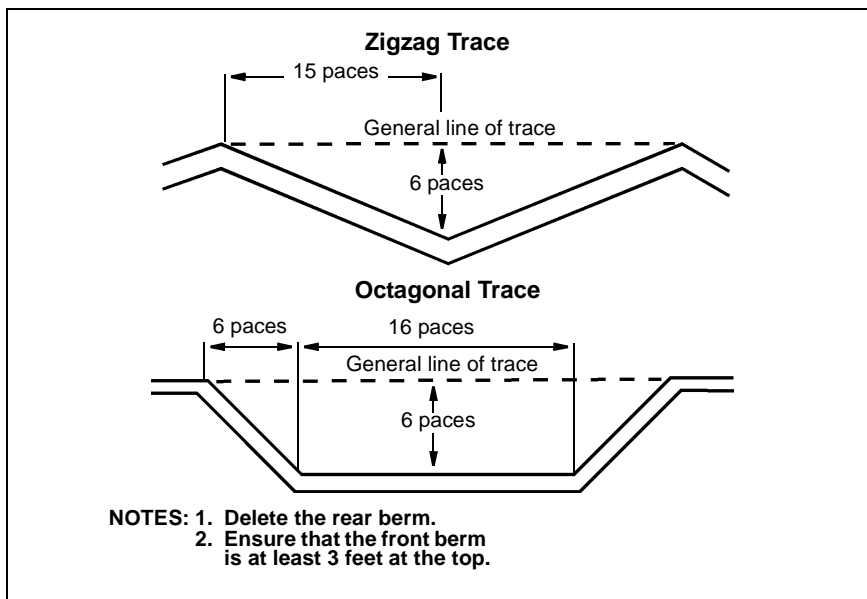 Zigzag Trace
15 paces
General line of trace
6 paces
Octagonal Trace
6 paces
16 paces
General line of trace
6 paces
NOTES: 1. Delete the rear berm.
2. Ensure that the front berm
is at least 3 feet at the top.